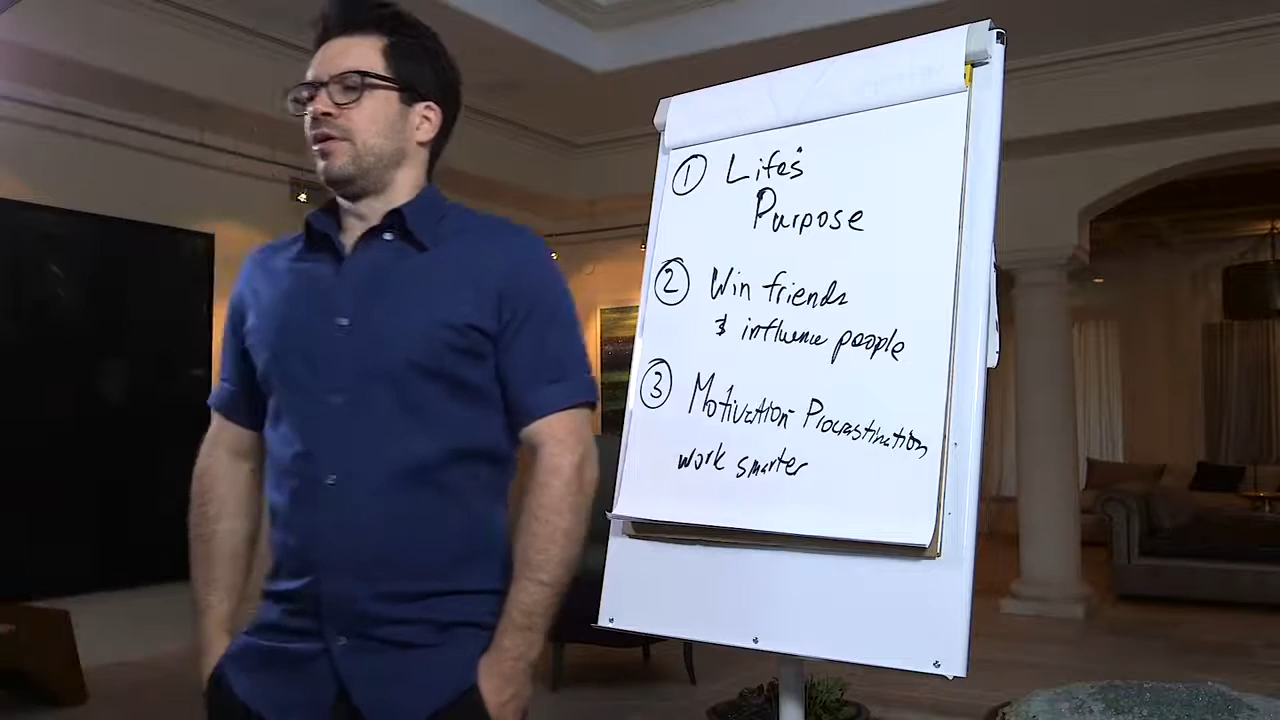 ① Life's
Purpose
② Win friends
& influence people
③ Motivation - Procrastination
work smarter